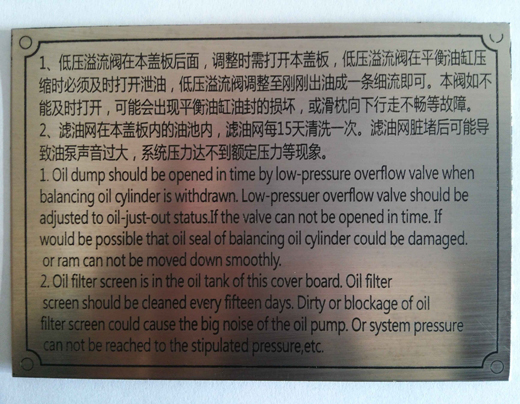 1、低压溢流阀在本盖板后面，调整时需打开本盖板，低压溢流阀在平衡油缸压
缩时必须及时打开泄油，低压溢流阀调整至刚刚出油成一条细流即可。本阀如不
能及时打开，可能会出现平衡油缸油封的损坏，或滑枕向下行走不畅等故障。
2、滤油网在本盖板内的油池内，滤油网每15天清洗一次。滤油网脏堵后可能导
致油泵声音过大，系统压力达不到额定压力等现象。
1. Oil dump should be opened in time by low-pressure overflow valve when
balancing oil cylinder is withdrawn. Low-pressuer overflow valve should be
adjusted to oil-just-out status.If the valve can not be opened in time. If
would be possible that oil seal of balancing oil cylinder could be damaged.
or ram can not be moved down smoothly.
2. Oil filter screen is in the oil tank of this cover board. Oil filter
screen should be cleaned every fifteen days. Dirty or blockage of oil
filter screen could cause the big noise of the oil pump. Or system pressure
can not be reached to the stipulated pressure,etc.